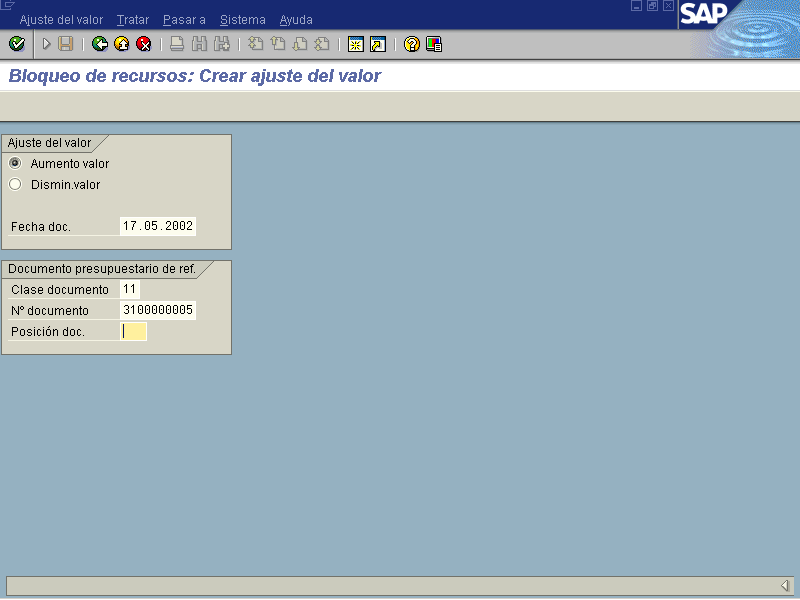 Ajuste del valor Tratar Pasar a Sistema Ayuda
SAP
Bloqueo de recursos: Crear ajuste del valor
Ajuste del valor
Aumento valor
Dismin.valor
Fecha doc. 17.05.2002
Documento presupuestario de ref.
Clase documento 11
Nº documento 3100000005
Posición doc.